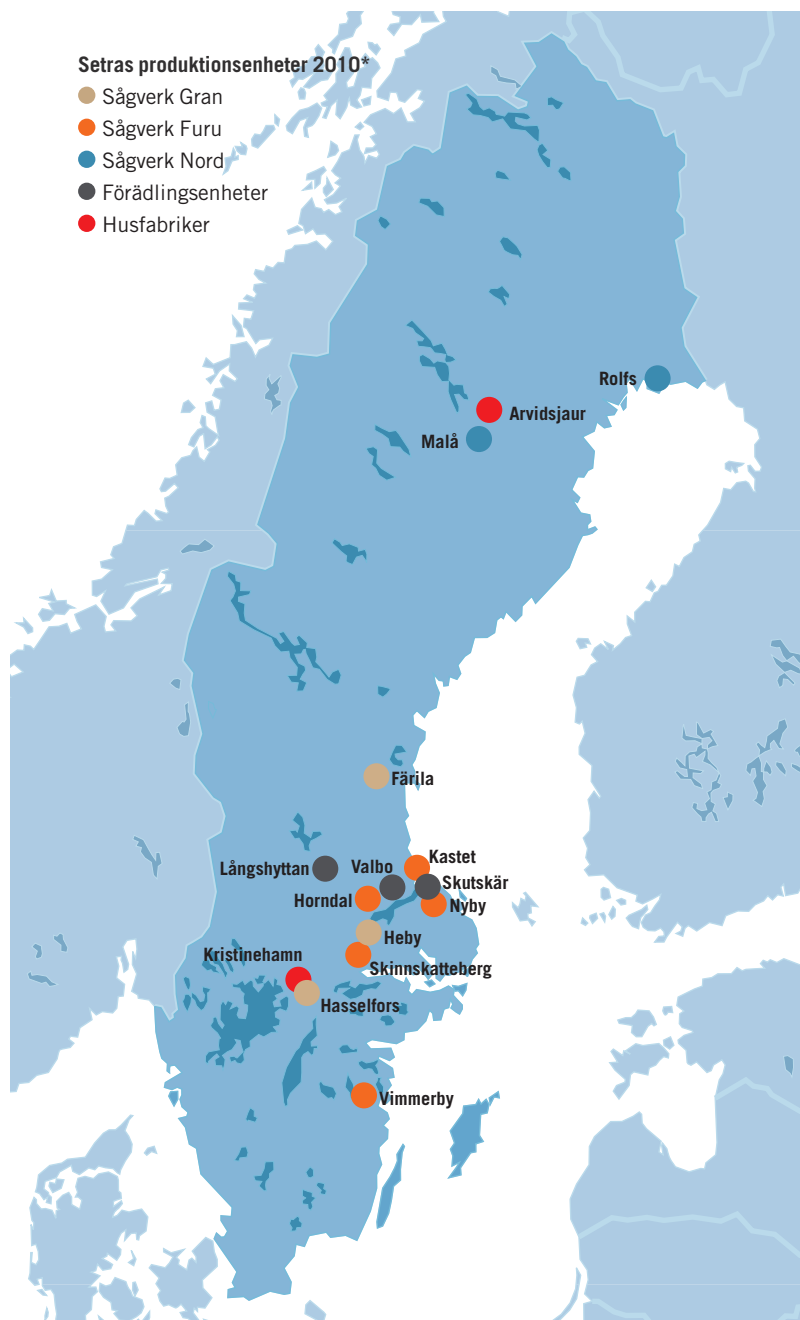 Setras produktionsenheter 2010*
Sågverk Gran
Sågverk Furu
Sågverk Nord
Förädlingsenheter
Husfabriker
Rolfs
Arvidsjaur
Malå
Färila
Kastet
Långshyttan
Valbo
Skutskär
Horndal
Nyby
Heby
Kristinehamn
Skinnskatteberg
Hasselfors
Vimmerby